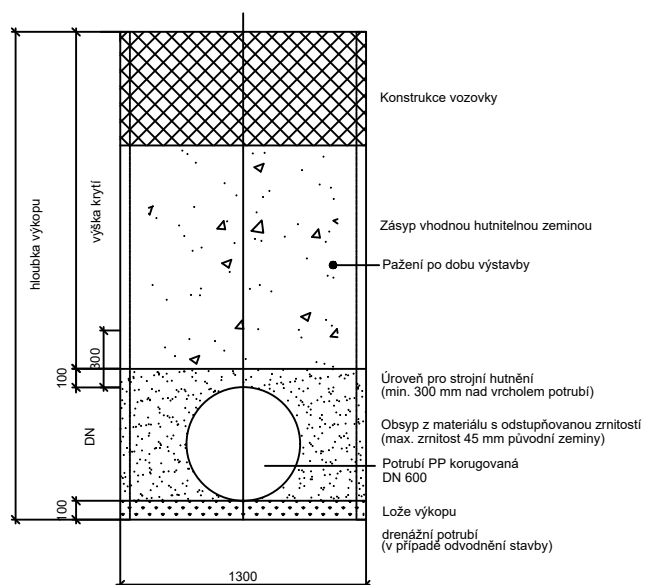 Konstrukce vozovky
Zásyp vhodnou hutnitelnou zeminou
Pažení po dobu výstavby
Úroveň pro strojní hutnění
(min. 300 mm nad vrcholem potrubí)
Obsyp z materiálu s odstupňovanou zrnitostí
(max. zrnitost 45 mm původní zeminy)
Potrubí PP korugovaná
DN 600
Lože výkopu
drenážní potrubí
(v případě odvodnění stavby)
hloubka výkopu
výška krytí
300
100
DN
100
1300